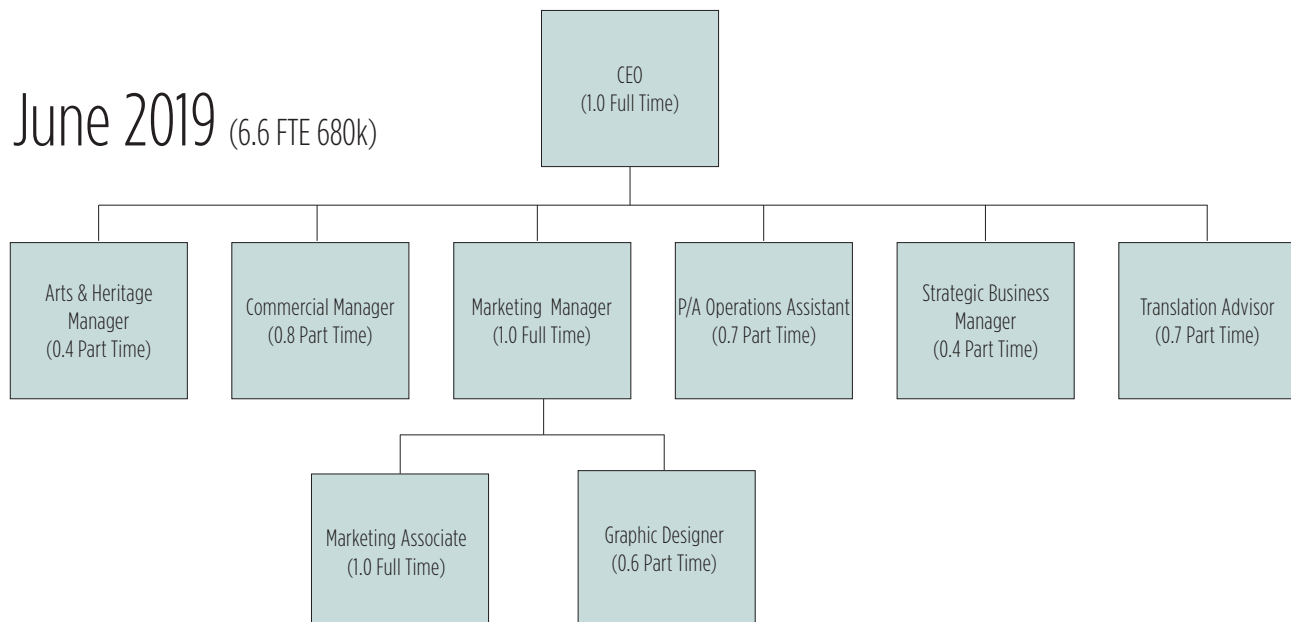 CEO
(1.0 Full Time)
June 2019 (6.6 FTE 680k)
Arts & Heritage
Manager
(0.4 Part Time)
Commercial Manager
(0.8 Part Time)
Marketing Manager
(1.0 Full Time)
P/A Operations Assistant
(0.7 Part Time)
Strategic Business
Manager
(0.4 Part Time)
Translation Advisor
(0.7 Part Time)
Marketing Associate
(1.0 Full Time)
Graphic Designer
(0.6 Part Time)